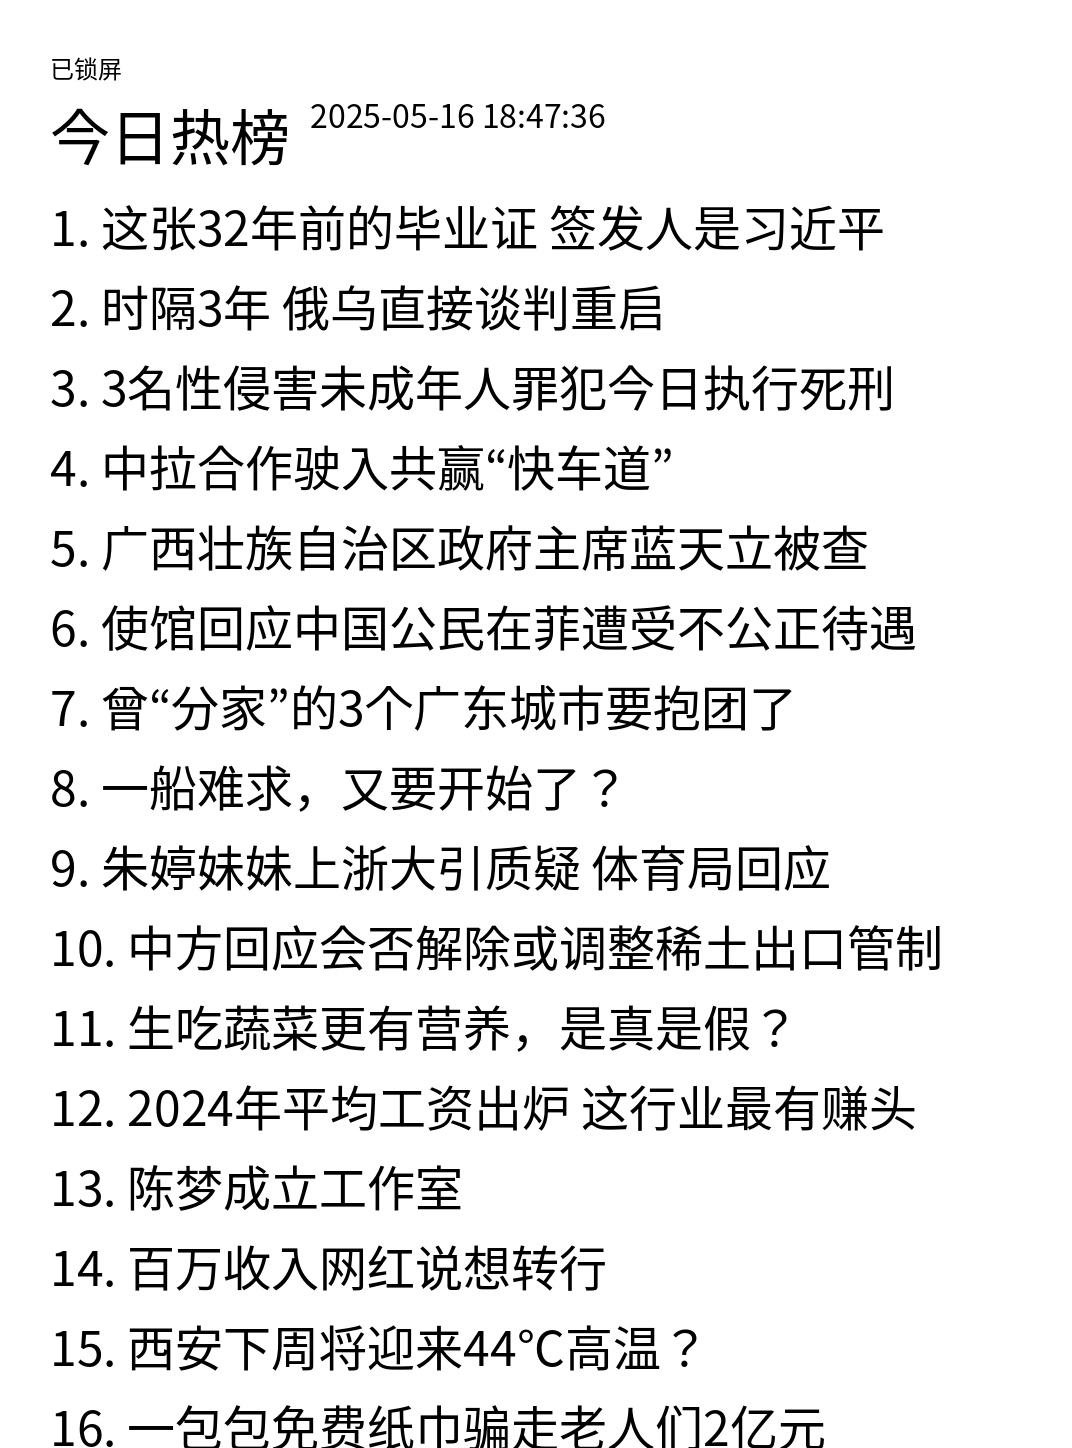 已锁屏
今日热榜 2025-05-16 18:47:36
1. 这张32年前的毕业证 签发人是习近平
2. 时隔3年 俄乌直接谈判重启
3. 3名性侵害未成年人罪犯今日执行死刑
4. 中拉合作驶入共赢“快车道”
5. 广西壮族自治区政府主席蓝天立被查
6. 使馆回应中国公民在菲遭受不公正待遇
7. 曾“分家”的3个广东城市要抱团了
8. 一船难求，又要开始了？
9. 朱婷妹妹上浙大引质疑 体育局回应
10. 中方回应会否解除或调整稀土出口管制
11. 生吃蔬菜更有营养，是真是假？
12. 2024年平均工资出炉 这行业最有赚头
13. 陈梦成立工作室
14. 百万收入网红说想转行
15. 西安下周将迎来44℃高温？
16. 一包包免费纸巾骗走老人们2亿元